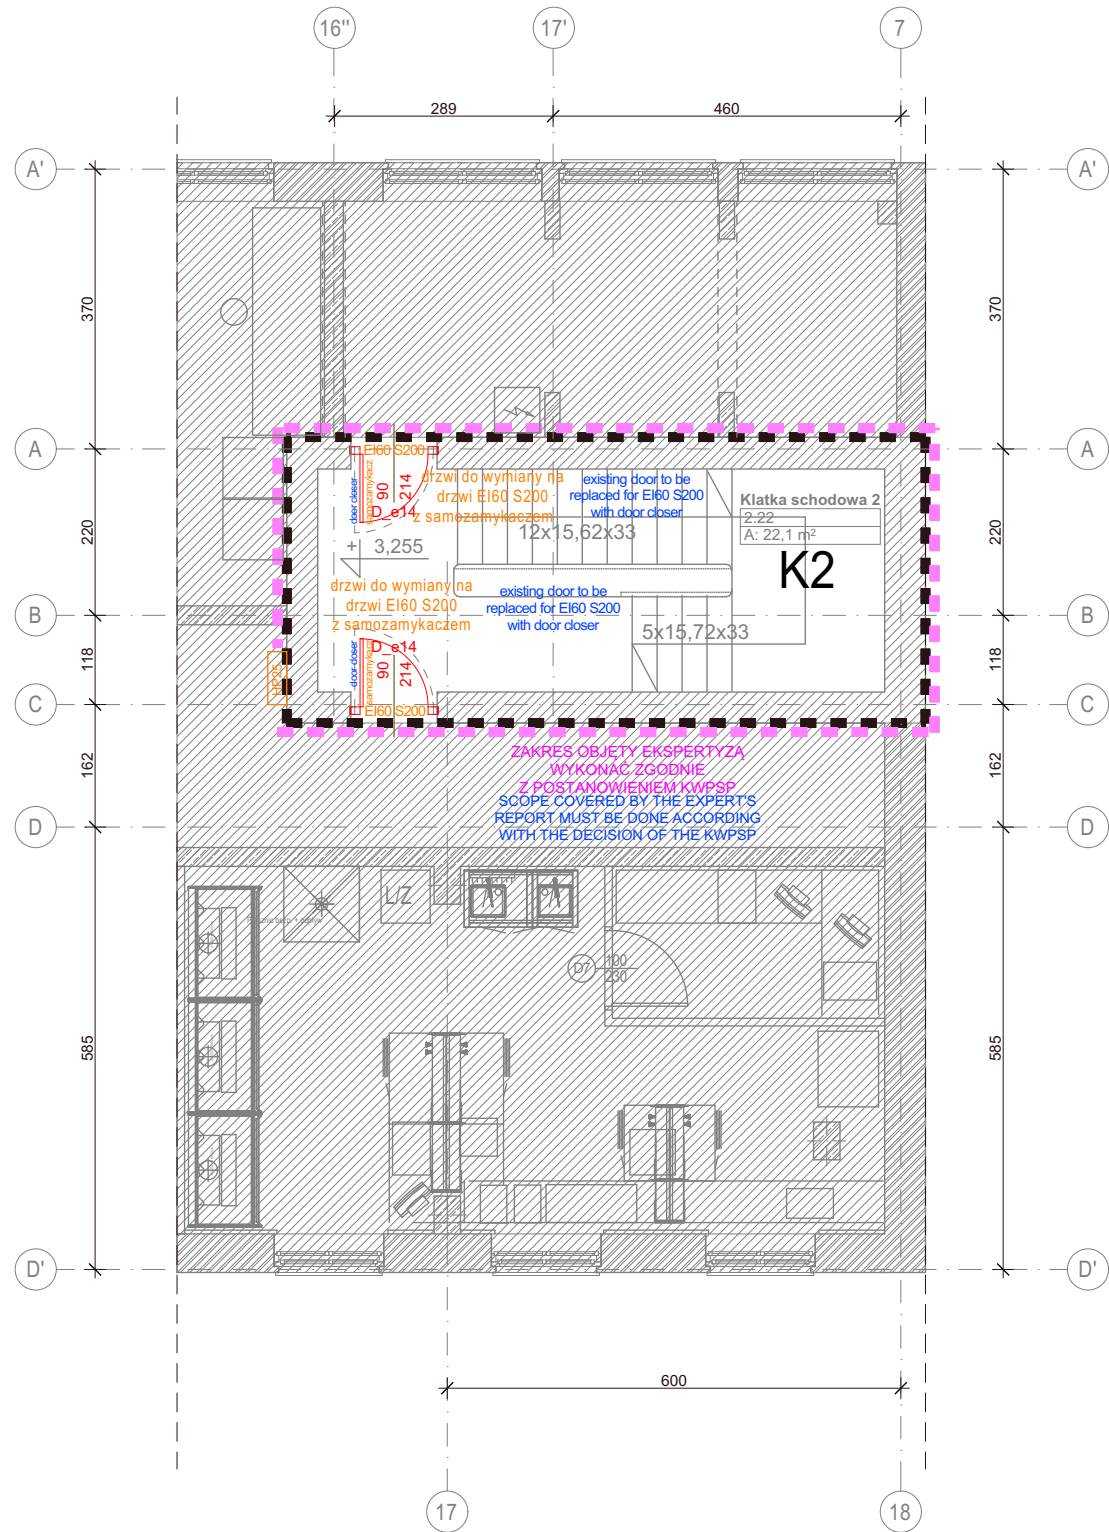 16"
17'
7
289
460
A'
A'
370
370
A
A
EI60 S200
door closer
samozamykacz
90
214
D_e14
drzwi do wymiany na
drzwi EI60 S200
z samozamykaczem
existing door to be
replaced for EI60 S200
with door closer
Klatka schodowa 2
2.22
A: 22,1 m²
K2
220
220
12x15,62x33
+ 3,255
drzwi do wymiany na
drzwi EI60 S200
z samozamykaczem
existing door to be
replaced for EI60 S200
with door closer
B
B
5x15,72x33
door closer
samozamykacz
D_e14
90
214
118
118
HP25
EI60 S200
C
C
ZAKRES OBJĘTY EKSPERTYZĄ
WYKONAĆ ZGODNIE
Z POSTANOWIENIEM KWPSP
SCOPE COVERED BY THE EXPERT'S
REPORT MUST BE DONE ACCORDING
WITH THE DECISION OF THE KWPSP
162
162
D
D
L/Z
D7
100
230
585
585
D'
D'
600
17
18